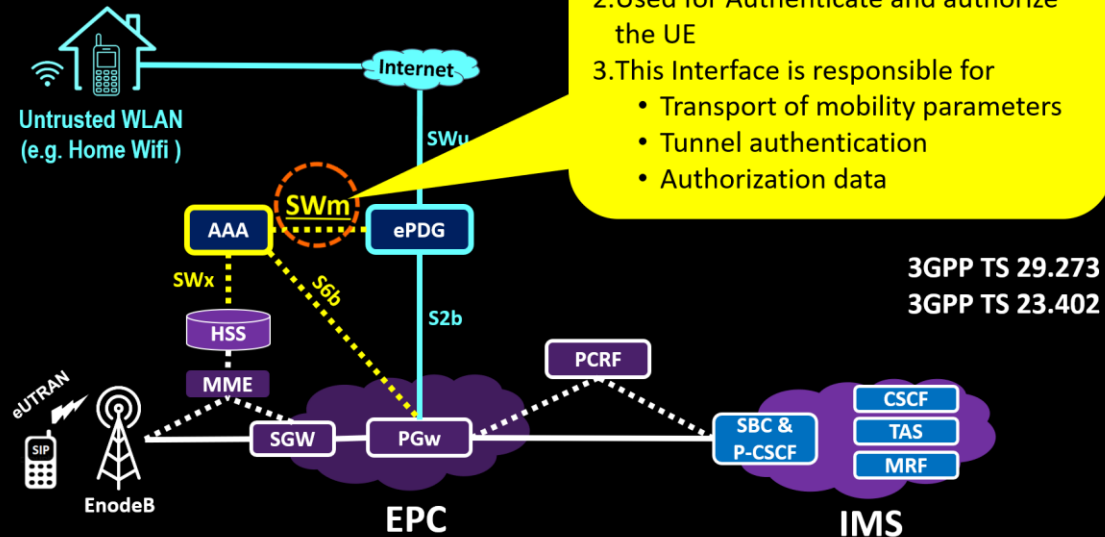 2.Used for Authenticate and authorize
the UE
3.This Interface is responsible for
• Transport of mobility parameters
• Tunnel authentication
• Authorization data
Internet
Untrusted WLAN
(e.g. Home Wifi )
SWu
SWm
AAA
ePDG
SWx
S6b
S2b
3GPP TS 29.273
3GPP TS 23.402
HSS
MME
PCRF
eUTRAN
SIP
SGW
PGw
SBC &
P-CSCF
CSCF
TAS
MRF
EnodeB
EPC
IMS